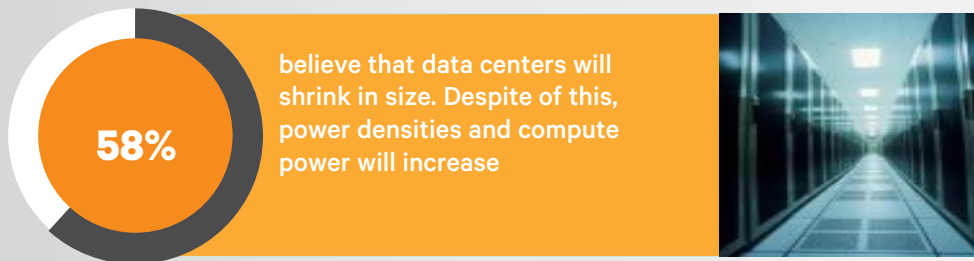 58%
believe that data centers will
shrink in size. Despite of this,
power densities and compute
power will increase